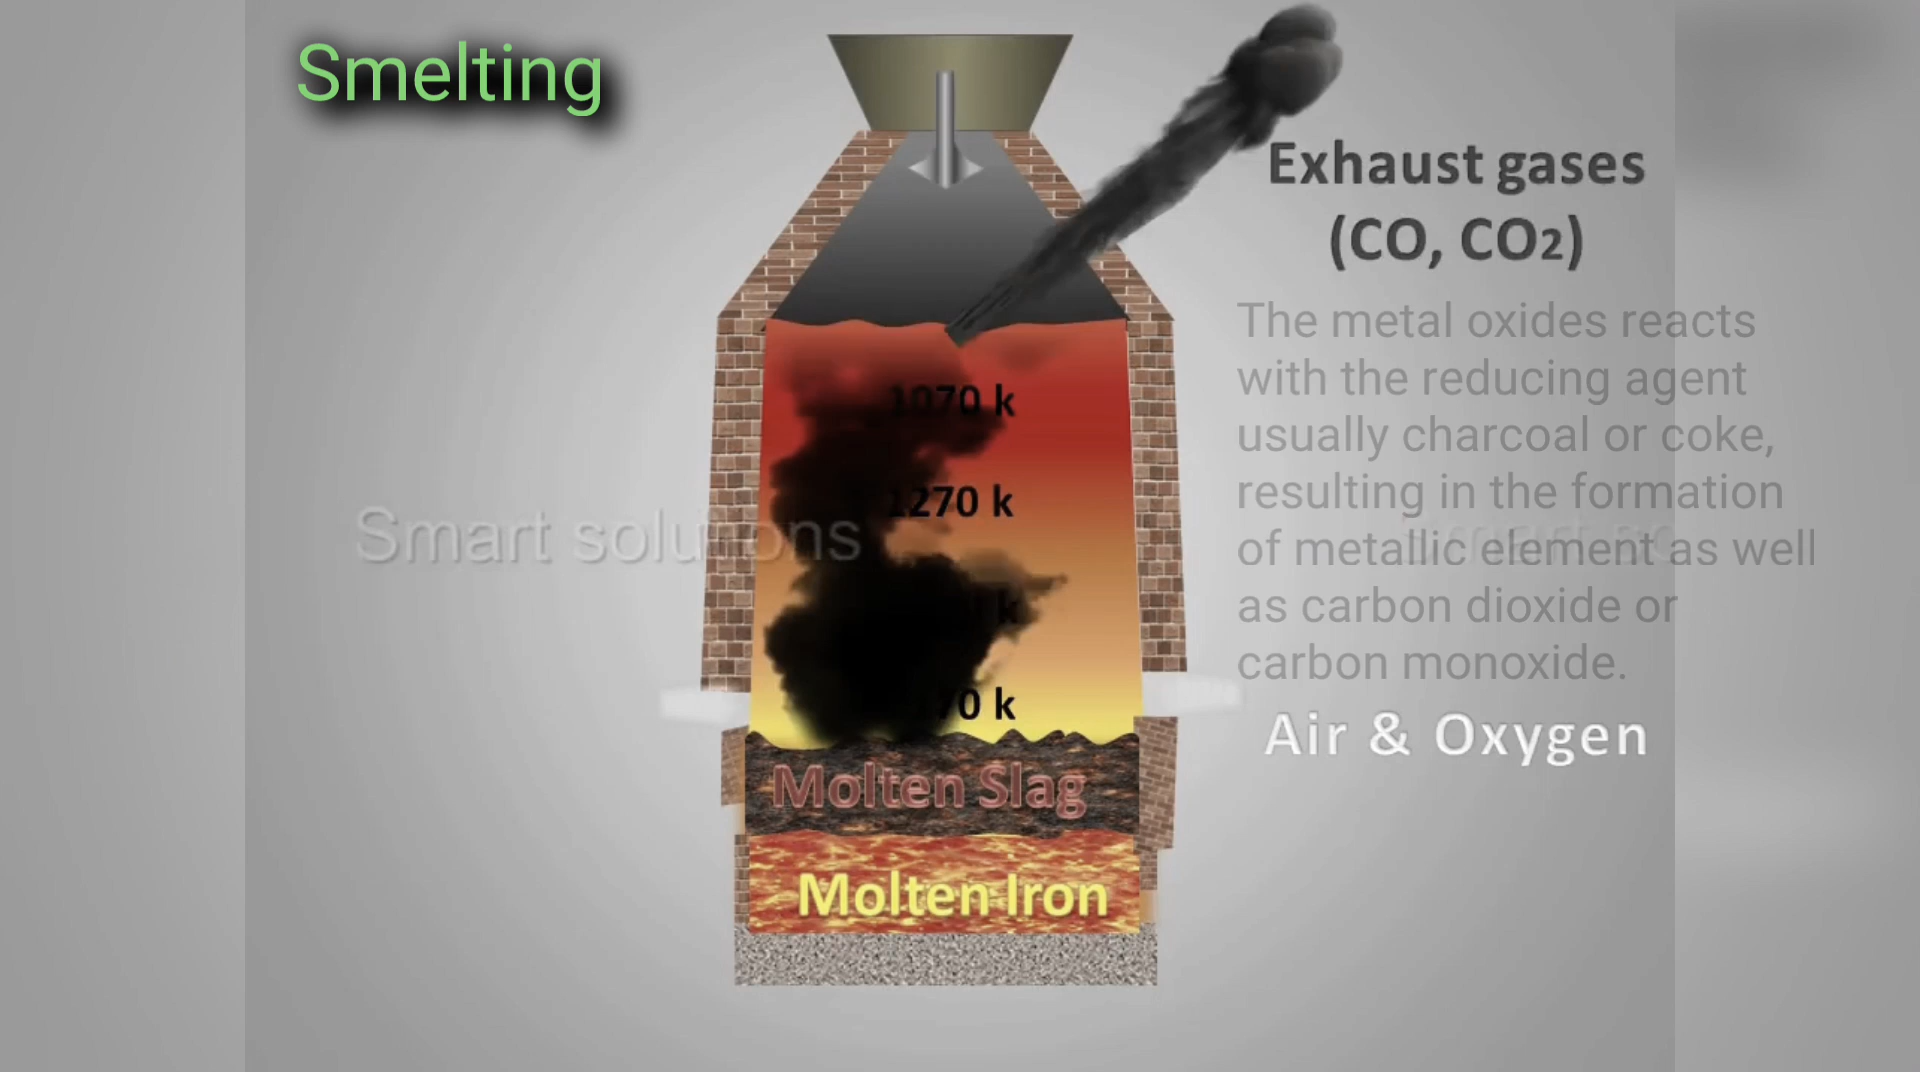 Smelting
Exhaust gases
(CO, CO2)
The metal oxides reacts
with the reducing agent
usually charcoal or coke,
resulting in the formation
of metallic element as well
as carbon dioxide or
carbon monoxide.
1070 k
1270 k
k
70 k
Smart solutions
Air & Oxygen
Molten Slag
Molten Iron